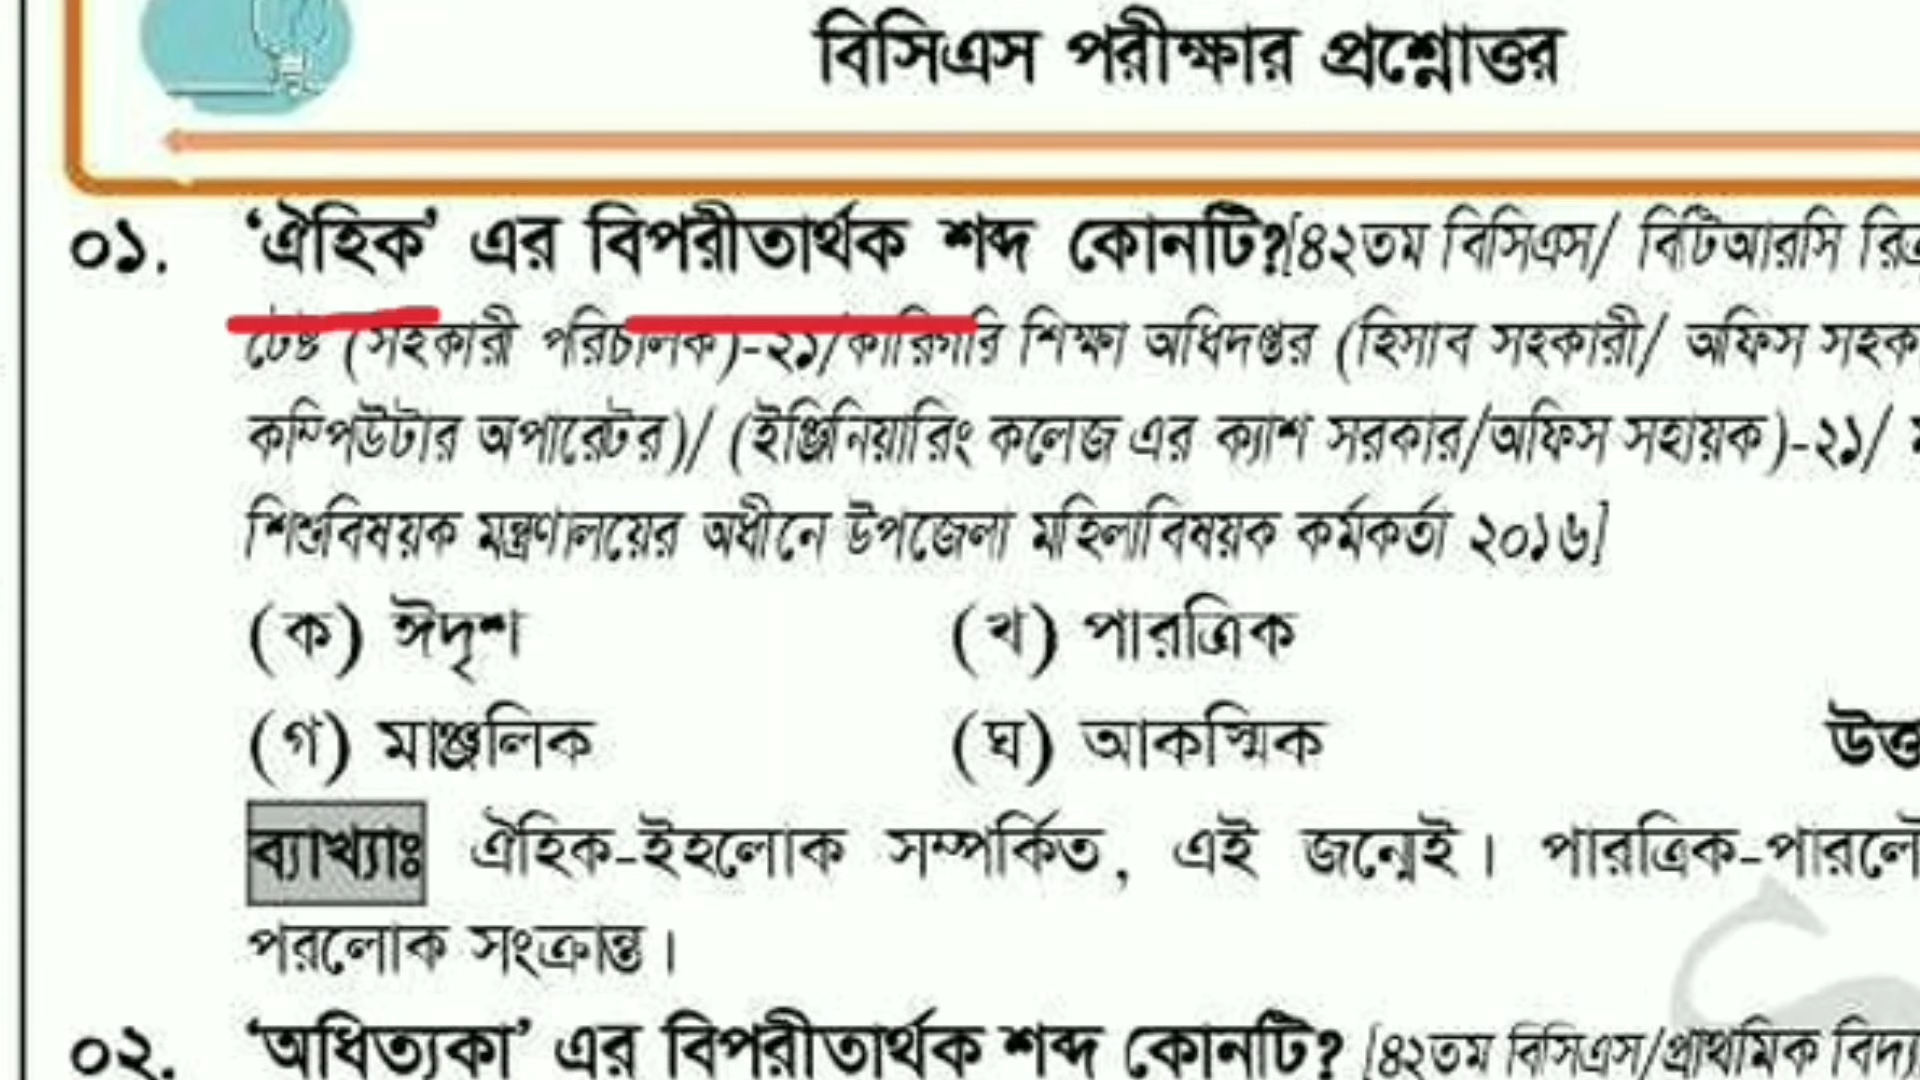 বিসিএস পরীক্ষার প্রশ্নোত্তর
০১. ‘ঐহিক’ এর বিপরীতার্থক শব্দ কোনটি?[৪২তম বিসিএস/ বিটিআরসি
(সহকারী পরিচালক)-২১/কারিগরি শিক্ষা অধিদপ্তর (হিসাব সহকারী/ অফিস
কম্পিউটার অপারেটর)/ (ইঞ্জিনিয়ারিং কলেজ এর ক্যাশ সরকার/অফিস সহায়ক)-২১/
শিশুবিষয়ক মন্ত্রণালয়ের অধীনে উপজেলা মহিলাবিষয়ক কর্মকর্তা ২০১৬]
(ক) ঈদৃশ (খ) পারত্রিক
(গ) মাঙ্গলিক (ঘ) আকস্মিক
ব্যাখ্যাঃ ঐহিক-ইহলোক সম্পর্কিত, এই জন্মেই। পারত্রিক-
পরলোক সংক্রান্ত।
০২. ‘অধিত্যকা’ এর বিপরীতার্থক শব্দ কোনটি? [৪২তম বিসিএস/প্রাথমিক